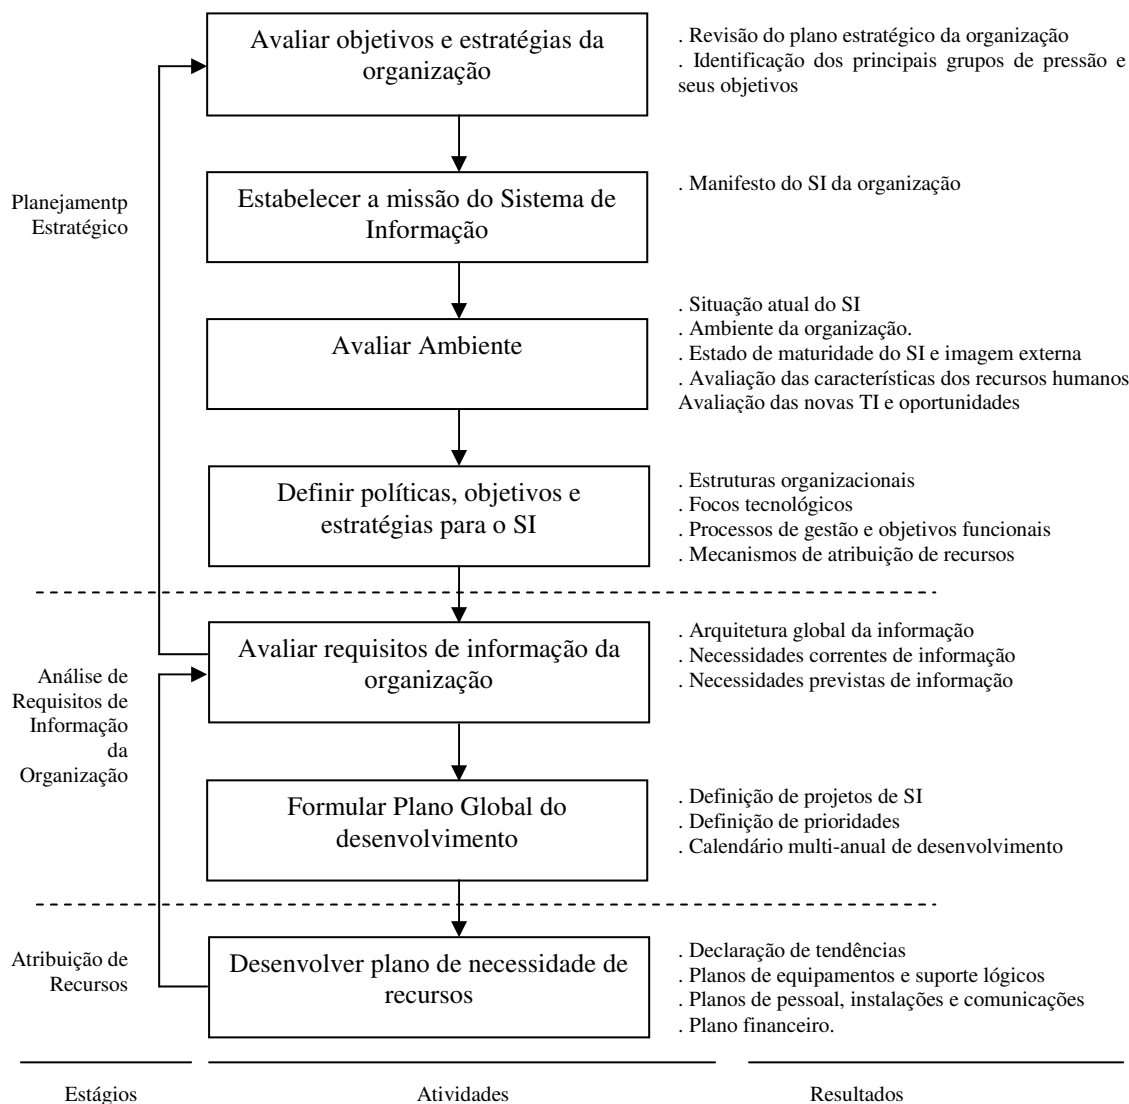 Avaliar objetivos e estratégias da
organização
. Revisão do plano estratégico da organização
. Identificação dos principais grupos de pressão e
seus objetivos
Planejamentp
Estratégico
Estabelecer a missão do Sistema de
Informação
. Manifesto do SI da organização
Avaliar Ambiente
. Situação atual do SI
. Ambiente da organização.
. Estado de maturidade do SI e imagem externa
. Avaliação das características dos recursos humanos
Avaliação das novas TI e oportunidades
Definir políticas, objetivos e
estratégias para o SI
. Estruturas organizacionais
. Focos tecnológicos
. Processos de gestão e objetivos funcionais
. Mecanismos de atribuição de recursos
Análise de
Requisitos de
Informação
da
Organização
Avaliar requisitos de informação da
organização
. Arquitetura global da informação
. Necessidades correntes de informação
. Necessidades previstas de informação
Formular Plano Global do
desenvolvimento
. Definição de projetos de SI
. Definição de prioridades
. Calendário multi-anual de desenvolvimento
Atribuição de
Recursos
Desenvolver plano de necessidade de
recursos
. Declaração de tendências
. Planos de equipamentos e suporte lógicos
. Planos de pessoal, instalações e comunicações
. Plano financeiro.
Estágios
Atividades
Resultados